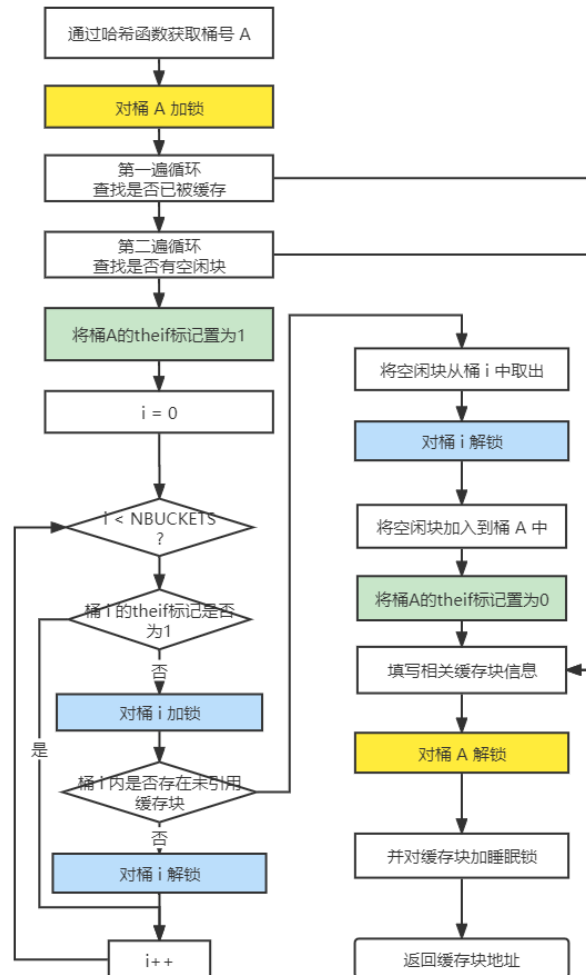 通过哈希函数获取桶号 A
对桶 A 加锁
第一遍循环
查找是否已被缓存
第二遍循环
查找是否有空闲块
将桶A的theif标记置为1
i = 0
i < NBUCKETS
?
桶 i 的theif标记是否
为1
否
是
对桶 i 加锁
桶 i 内是否存在未引用
缓存块
否
对桶 i 解锁
i++
将空闲块从桶 i 中取出
对桶 i 解锁
将空闲块加入到桶 A 中
将桶A的theif标记置为0
填写相关缓存块信息
对桶 A 解锁
并对缓存块加睡眠锁
返回缓存块地址